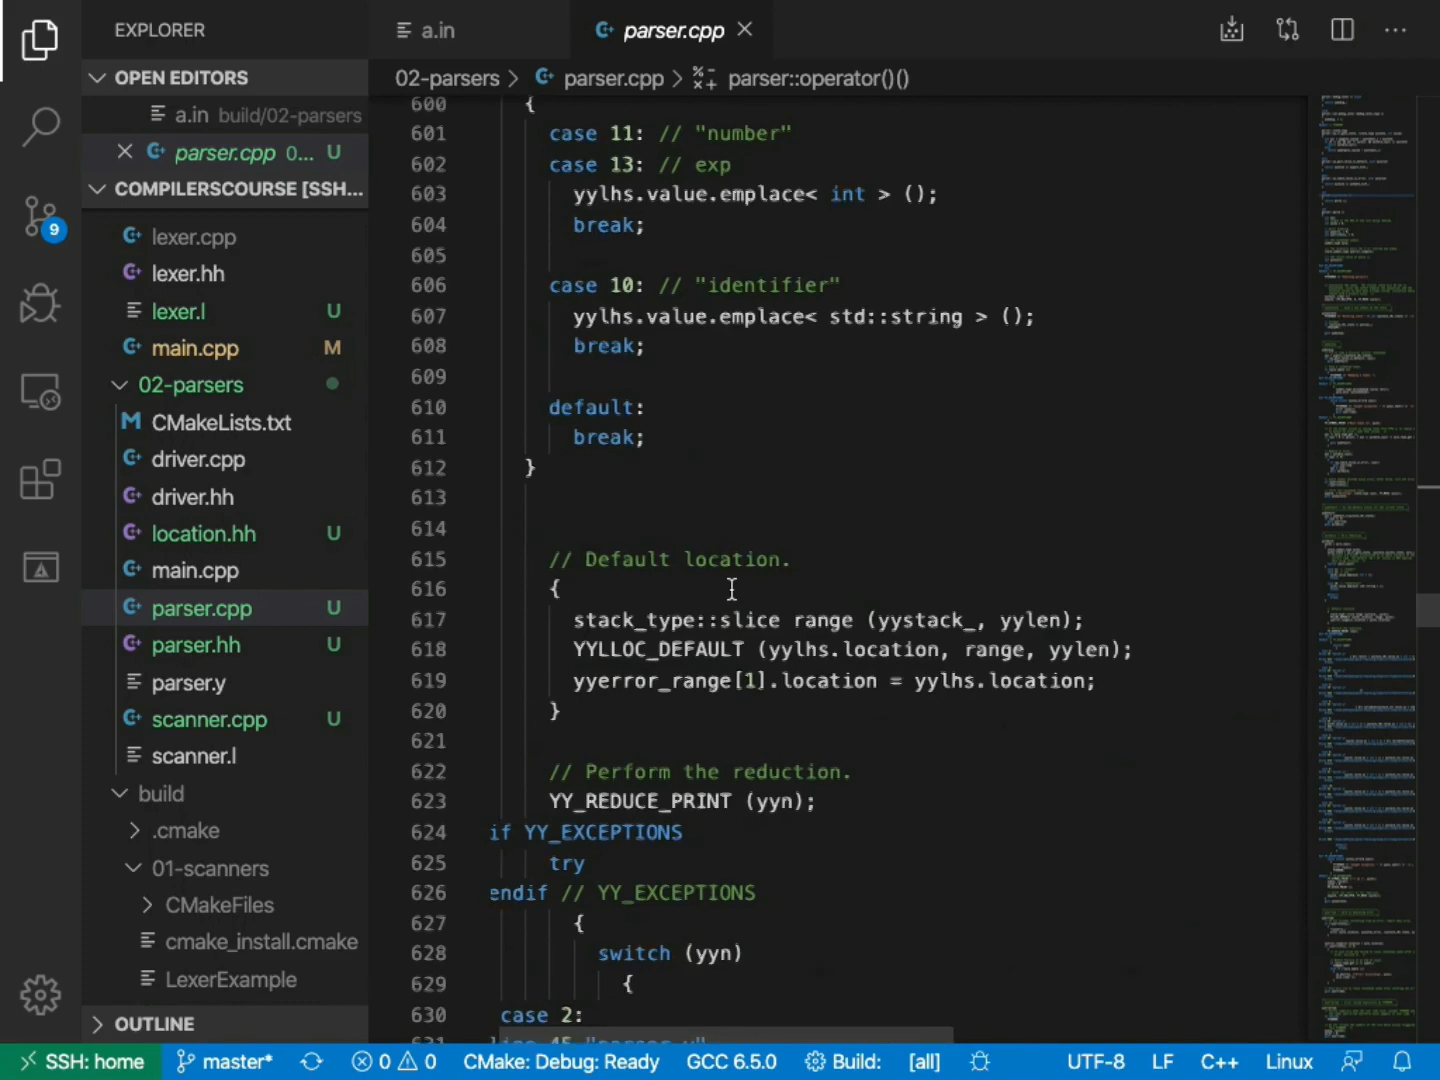 EXPLORER
OPEN EDITORS
a.in build/02-parsers
parser.cpp 0... U
COMPILERSCOURSE [SSH...
lexer.cpp
lexer.hh
lexer.l U
main.cpp M
02-parsers
CMakeLists.txt
driver.cpp
driver.hh
location.hh U
main.cpp
parser.cpp U
parser.hh U
parser.y
scanner.cpp U
scanner.l
build
.cmake
01-scanners
CMakeFiles
cmake_install.cmake
LexerExample
OUTLINE
9
a.in
parser.cpp
02-parsers > parser.cpp > parser::operator()()
600 {
601 case 11: // "number"
602 case 13: // exp
603 yylhs.value.emplace< int > ();
604 break;
605
606 case 10: // "identifier"
607 yylhs.value.emplace< std::string > ();
608 break;
609
610 default:
611 break;
612 }
613
614
615 // Default location.
616 {
617 stack_type::slice range (yystack_, yylen);
618 YYLLOC_DEFAULT (yylhs.location, range, yylen);
619 yyerror_range[1].location = yylhs.location;
620 }
621
622 // Perform the reduction.
623 YY_REDUCE_PRINT (yyn);
624 if YY_EXCEPTIONS
625 try
626 endif // YY_EXCEPTIONS
627 {
628 switch (yyn)
629 {
630 case 2:
SSH: home master* 0 0 CMake: Debug: Ready GCC 6.5.0 Build: [all] UTF-8 LF C++ Linux